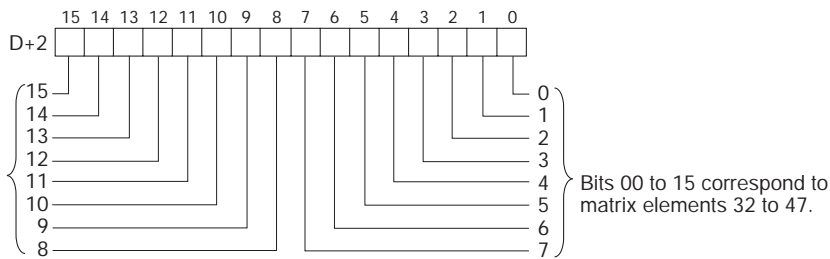 15 14 13 12 11 10 9 8 7 6 5 4 3 2 1 0
D+2
15 0
14 1
13 2
12 3
11 4
10 5
9 6
8 7
Bits 00 to 15 correspond to
matrix elements 32 to 47.